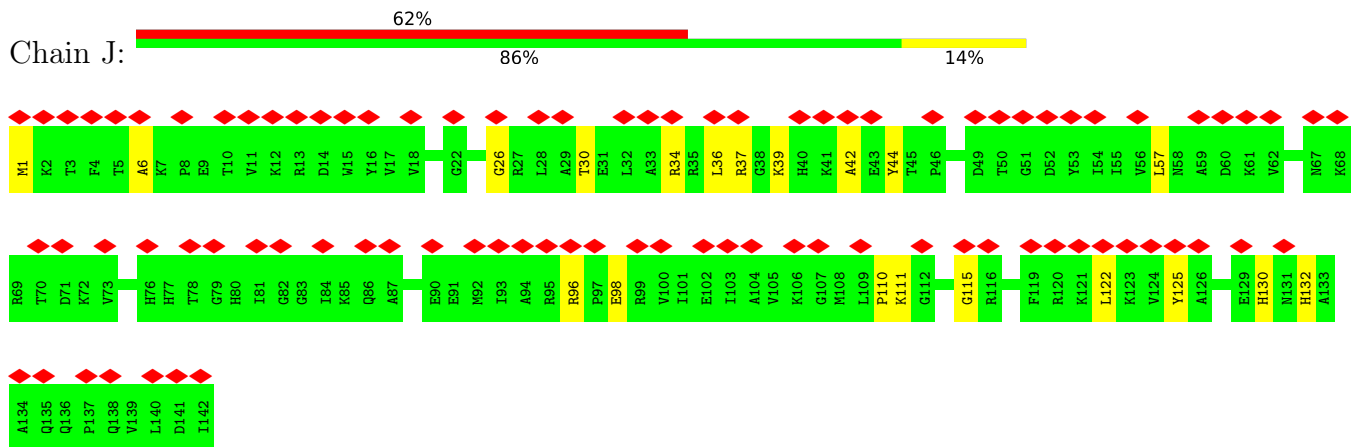 62%
Chain J:
86% 14%
M1 K2 T3 F4 T5 A6 K7 P8 E9 T10 V11 K12 R13 D14 W15 Y16 V17 V18 G22 G26 R27 L28 A29 T30 E31 L32 A33 R34 R35 L36 R37 G38 K39 H40 K41 A42 E43 Y44 T45 P46 D49 T50 G51 D52 Y53 I54 I55 V56 L57 N58 A59 D60 K61 V62 N67 K68
R69 T70 D71 K72 V73 H76 H77 T78 G79 H80 I81 G82 G83 I84 K85 Q86 A87 E90 E91 M92 I93 A94 R95 R96 P97 E98 R99 V100 I101 E102 I103 A104 V105 K106 G107 M108 L109 P110 K111 G112 G115 R116 F119 R120 K121 L122 K123 V124 Y125 A126 E129 H130 N131 H132 A133
A134 Q135 Q136 P137 Q138 V139 L140 D141 I142